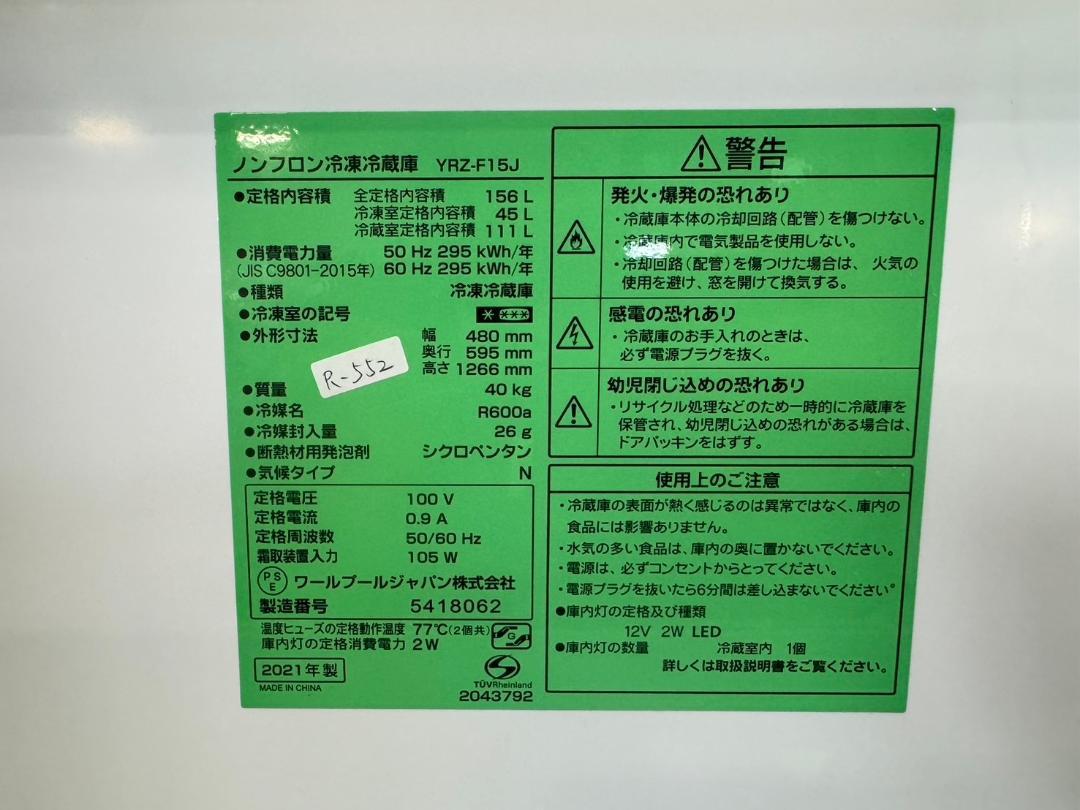 ノンフロン冷凍冷蔵庫 YRZ-F15J
●定格内容積 全定格内容積 156 L
冷凍室定格内容積 45 L
冷蔵室定格内容積 111 L
●消費電力量 50 Hz 295 kWh/年
(JIS C9801-2015年) 60 Hz 295 kWh/年
●種類 冷凍冷蔵庫
●冷凍室の記号
●外形寸法 幅 480 mm
奥行 595 mm
高さ 1266 mm
R-552
●質量 40 kg
●冷媒名 R600a
●冷媒封入量 26 g
●断熱材用発泡剤 シクロペンタン
●気候タイプ N
定格電圧 100 V
定格電流 0.9 A
定格周波数 50/60 Hz
霜取装置入力 105 W
PSE ワールプールジャパン株式会社
製造番号 5418062
温度ヒューズの定格動作温度 77℃(2個共)
庫内灯の定格消費電力 2W
G
2021年製
MADE IN CHINA
TÜVRheinland
2043792
警告
発火・爆発の恐れあり
・冷蔵庫本体の冷却回路(配管)を傷つけない。
・冷蔵庫内で電気製品を使用しない。
・冷却回路(配管)を傷つけた場合は、火気の
使用を避け、窓を開けて換気する。
感電の恐れあり
・冷蔵庫のお手入れのときは、
必ず電源プラグを抜く。
幼児閉じ込めの恐れあり
・リサイクル処理などのため一時的に冷蔵庫を
保管され、幼児閉じ込めの恐れがある場合は、
ドアパッキンをはずす。
使用上のご注意
・冷蔵庫の表面が熱く感じるのは異常ではなく、庫内の
食品には影響ありません。
・水気の多い食品は、庫内の奥に置かないでください。
・電源は、必ずコンセントからとってください。
・電源プラグを抜いたら6分間は差し込まないでください。
●庫内灯の定格及び種類
12V 2W LED
●庫内灯の数量 冷蔵室内 1個
詳しくは取扱説明書をご覧ください。